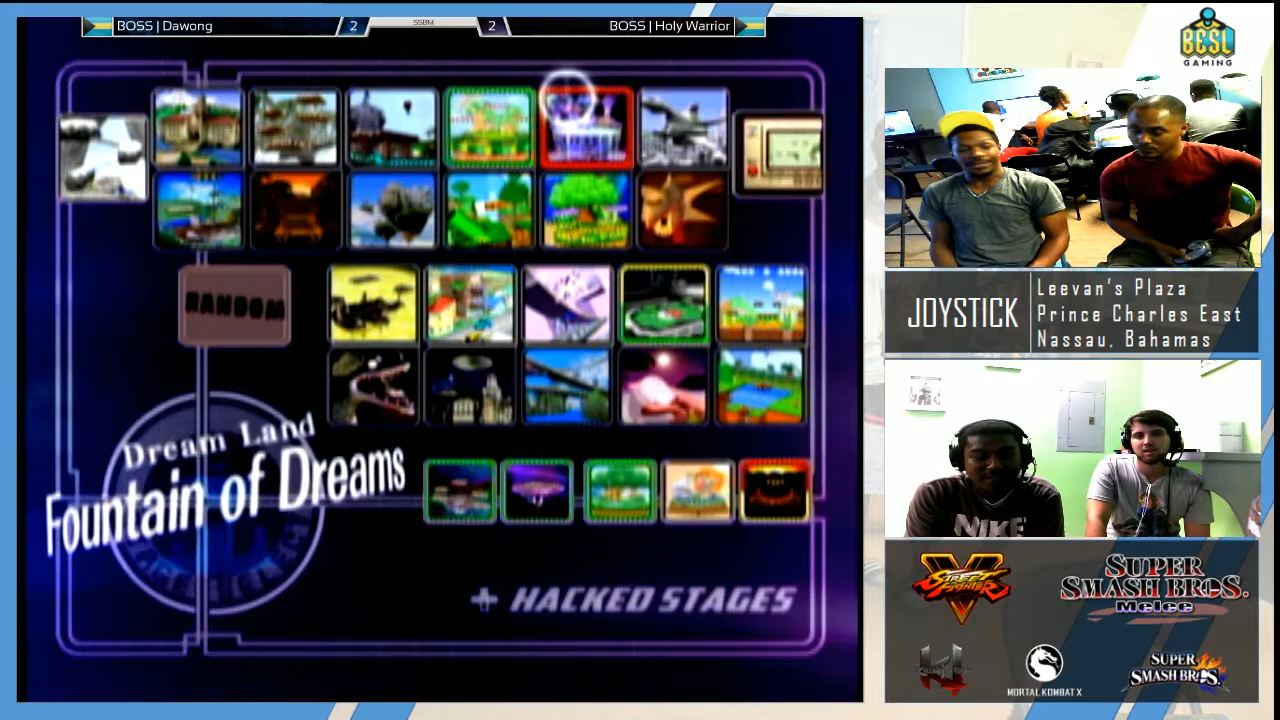 BOSS | Dawong
2
SSBM
2
BOSS | Holy Warrior
BESL
GAMING
RANDOM
Dream Land
Fountain of Dreams
+ HACKED STAGES
JOYSTICK
Leevan's Plaza
Prince Charles East
Nassau, Bahamas
NIKE
STREET FIGHTER
V
SUPER
SMASH BROS.
Melee
MORTAL KOMBAT X
SUPER
SMASH BROS.